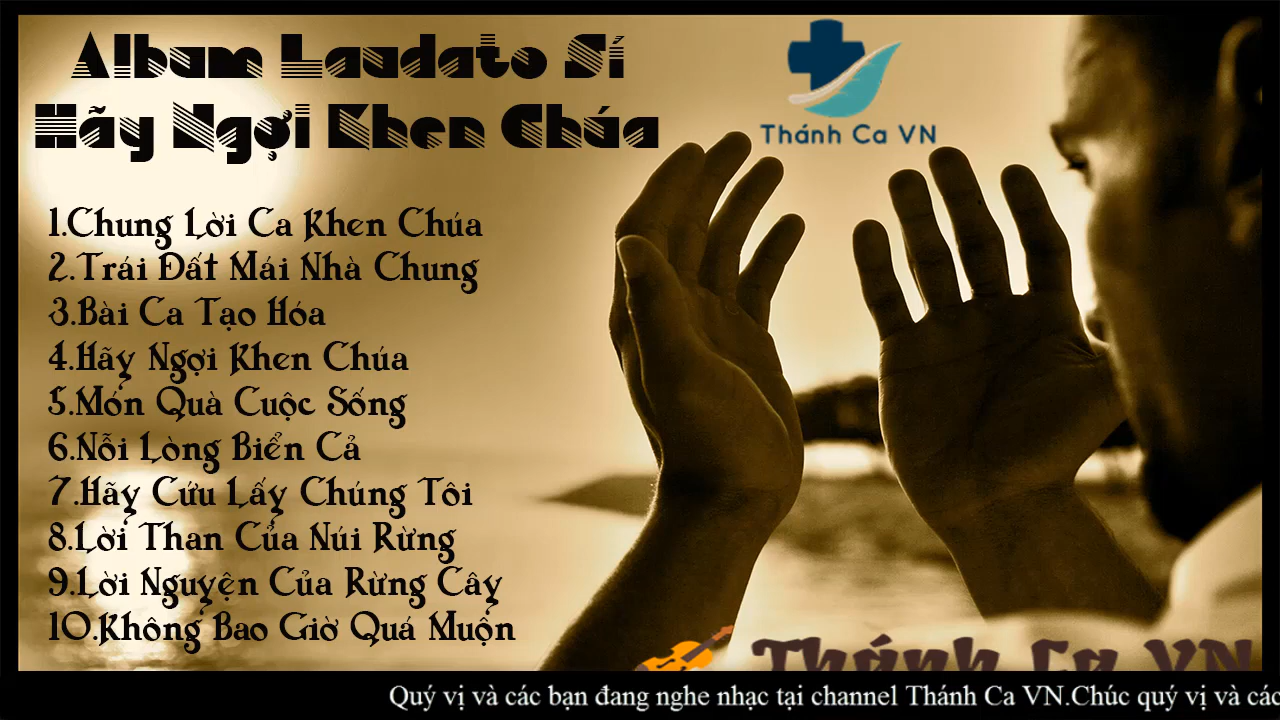 Album Laudato Sí
Hãy Ngợi Khen Chúa
Thánh Ca VN
1.Chung Lời Ca Khen Chúa
2.Trái Đất Mái Nhà Chung
3.Bài Ca Tạo Hóa
4.Hãy Ngợi Khen Chúa
5.Món Quà Cuộc Sống
6.Nỗi Lòng Biển Cả
7.Hãy Cứu Lấy Chúng Tôi
8.Lời Than Của Núi Rừng
9.Lời Nguyện Của Rừng Cây
10.Không Bao Giờ Quá Muộn
Thánh Ca VN
Quý vị và các bạn đang nghe nhạc tại channel Thánh Ca VN.Chúc quý vị và các